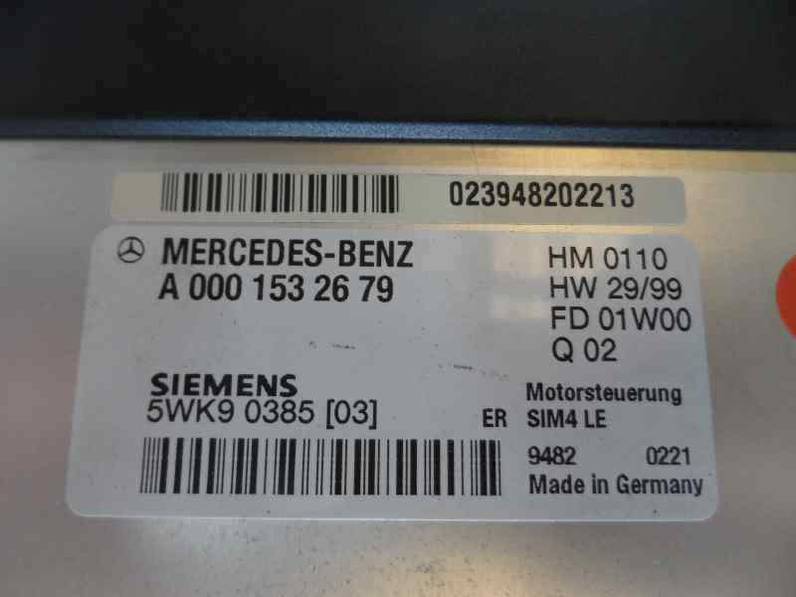 023948202213
MERCEDES-BENZ
A 000 153 26 79
HM 0110
HW 29/99
FD 01W00
Q 02
SIEMENS
5WK9 0385 [03]
ER
Motorsteuerung
SIM4 LE
9482 0221
Made in Germany